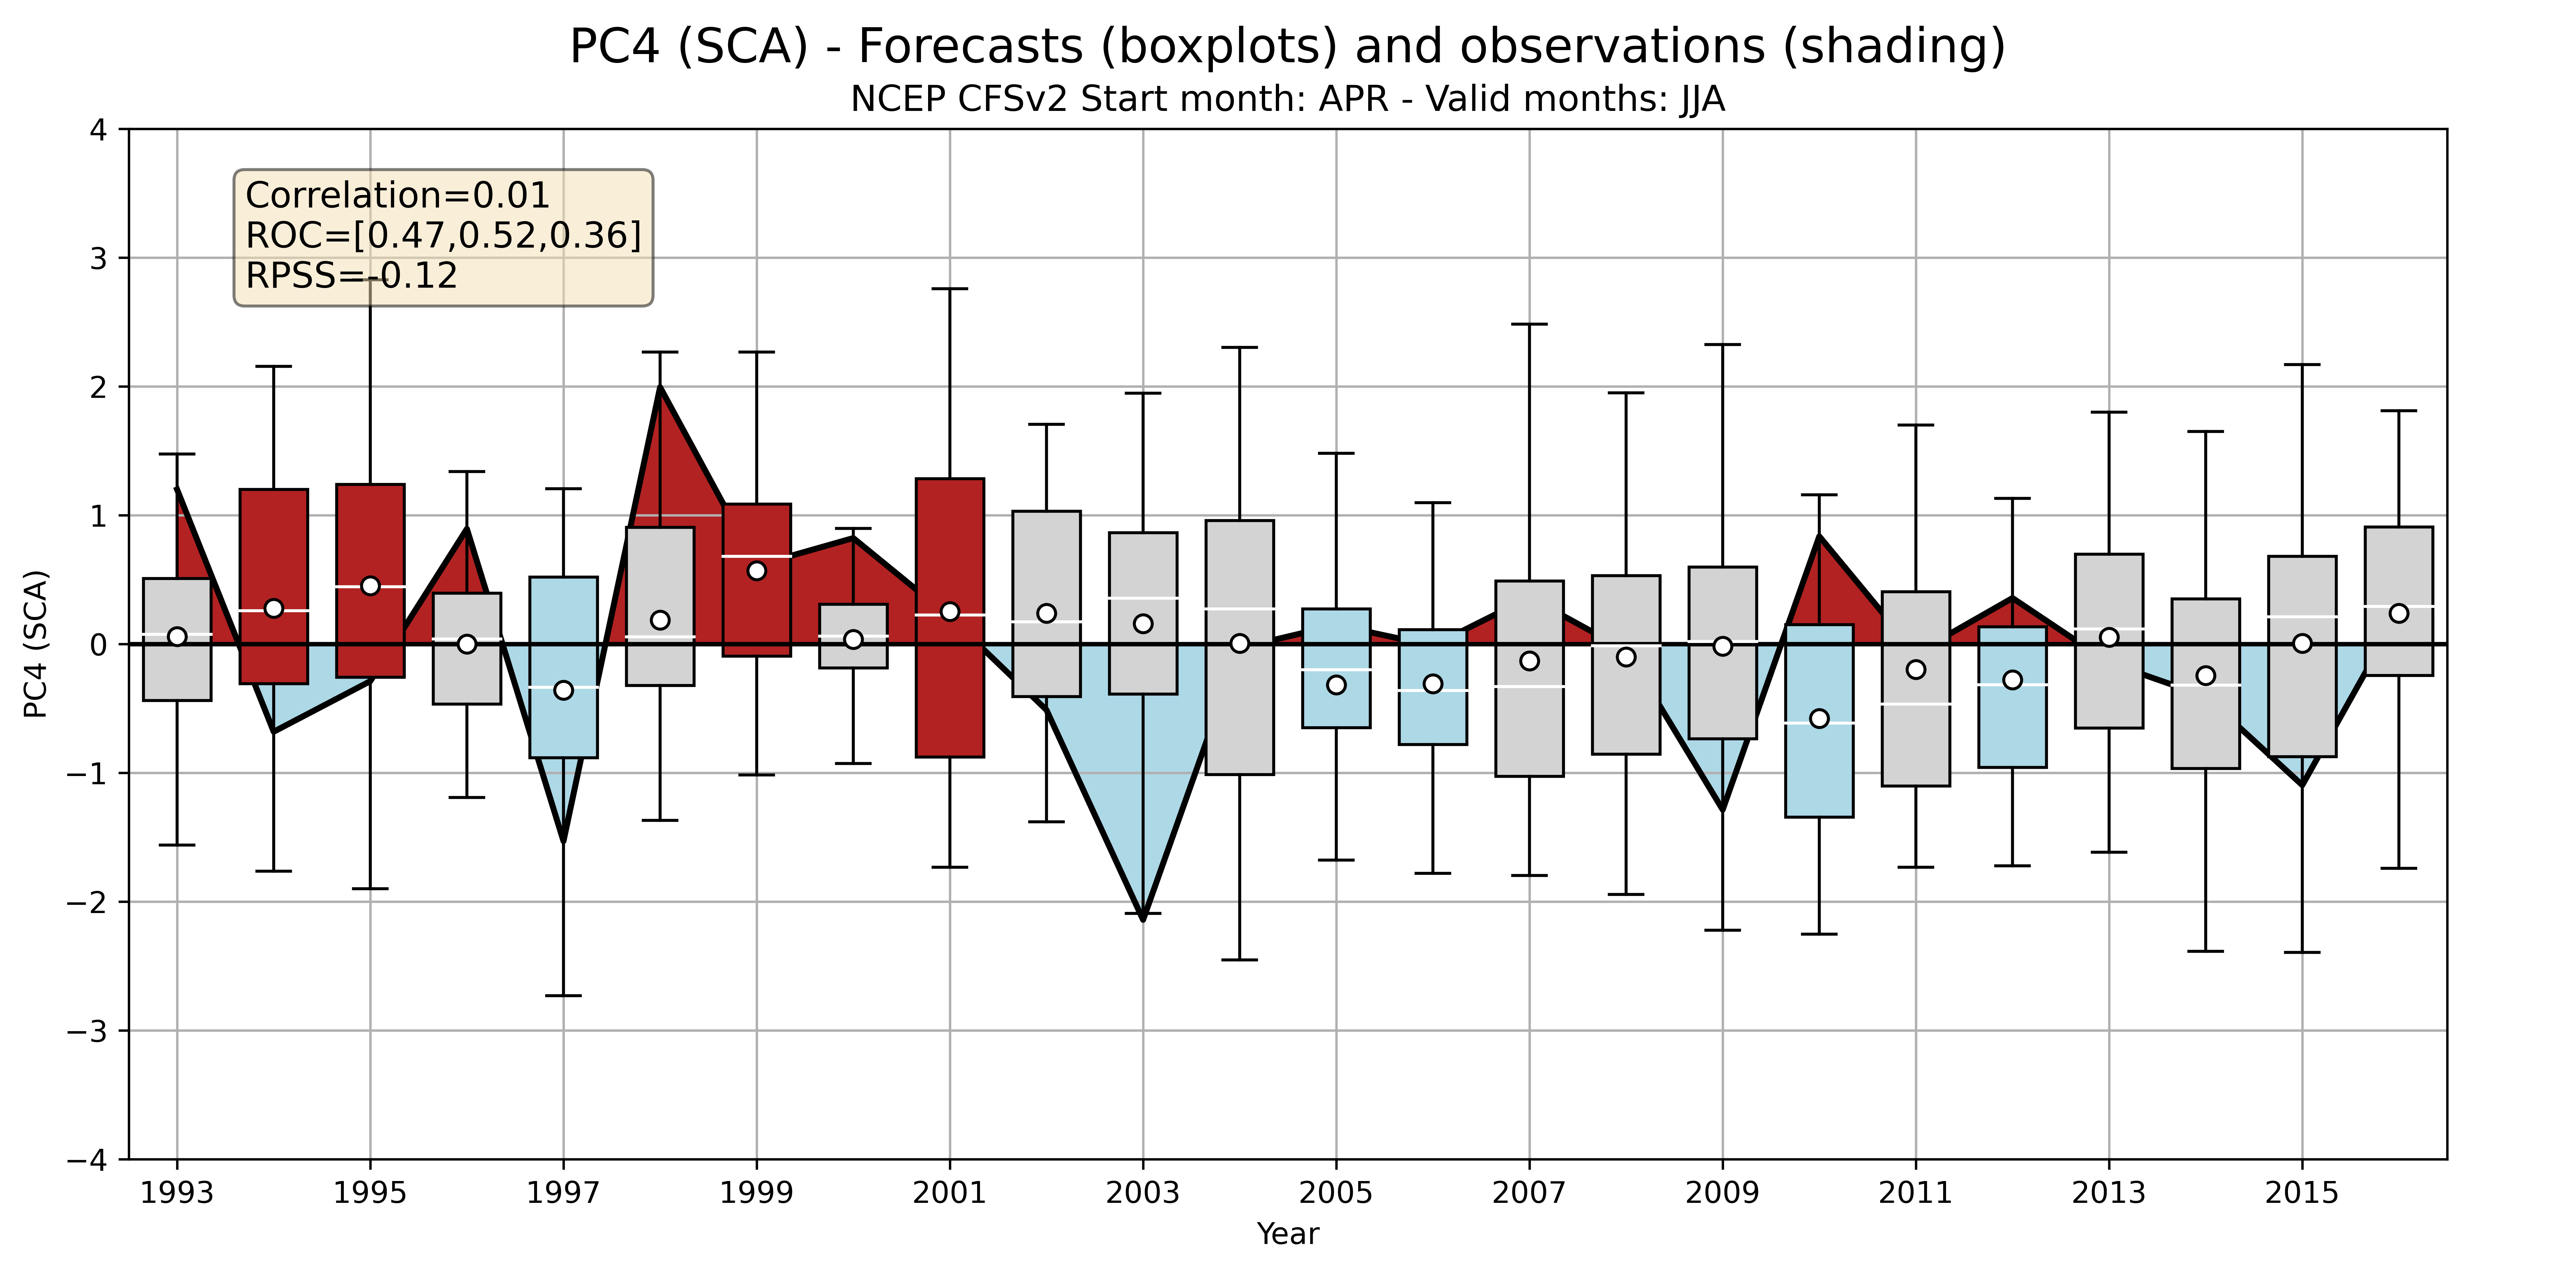 PC4 (SCA) - Forecasts (boxplots) and observations (shading)
NCEP CFSv2 Start month: APR - Valid months: JJA
Correlation=0.01
ROC=[0.47,0.52,0.36]
RPSS=-0.12
PC4 (SCA)
4
3
2
1
0
−1
−2
−3
−4
1993 1995 1997 1999 2001 2003 2005 2007 2009 2011 2013 2015
Year